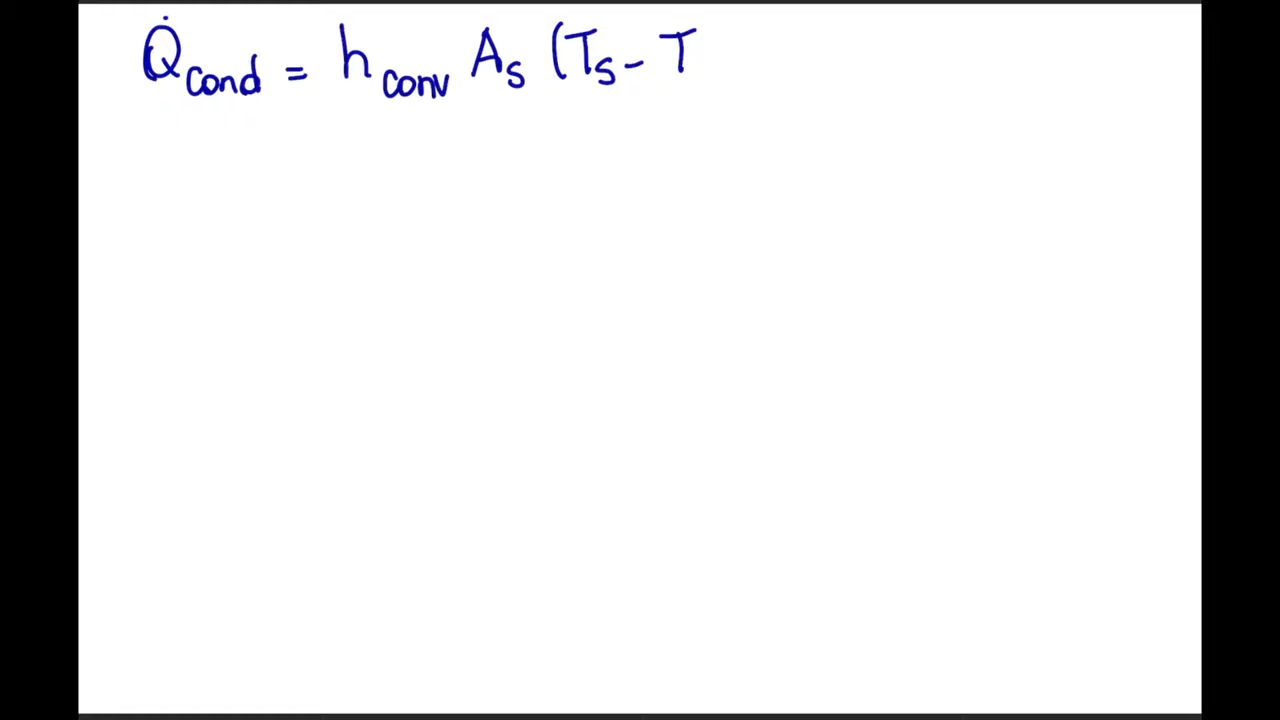 Q̇cond = hconv As (Ts - T